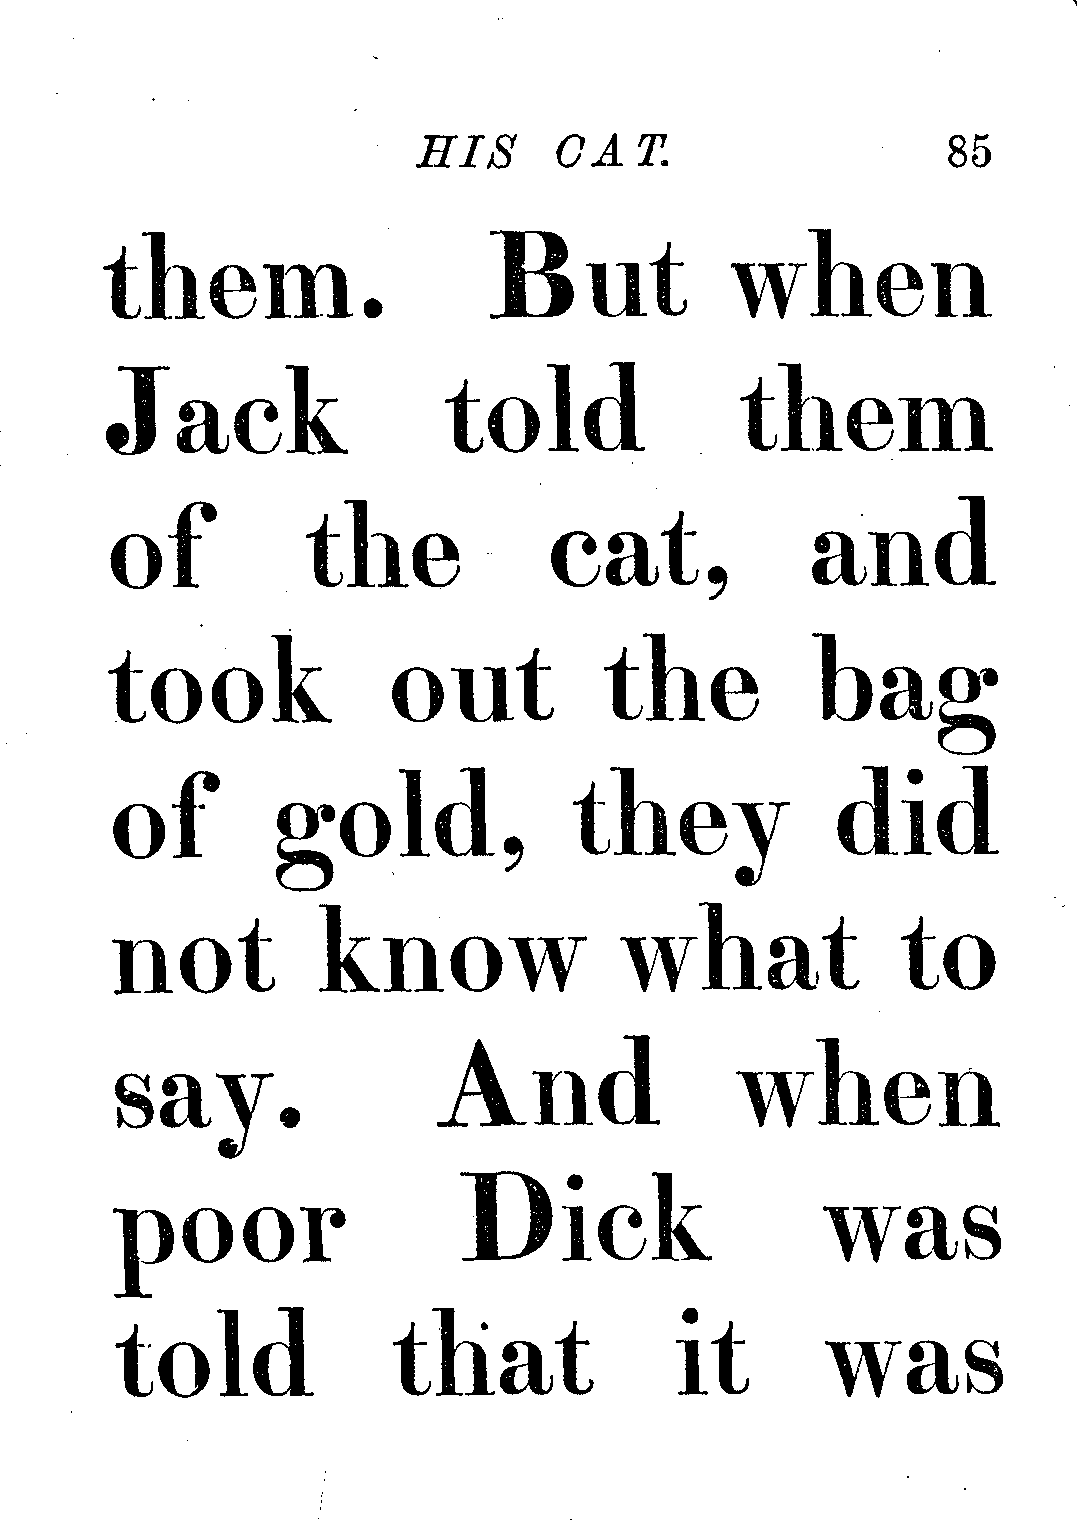 HIS CAT. 85
them. But when
Jack told them
of the cat, and
took out the bag
of gold, they did
not know what to
say. And when
poor Dick was
told that it was